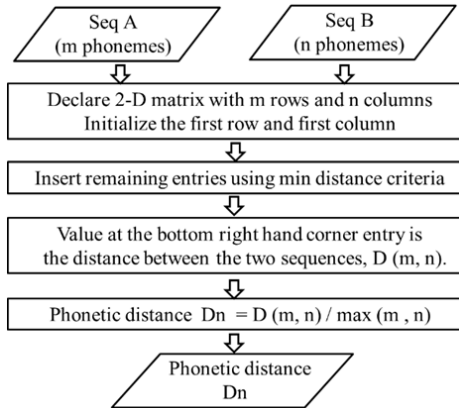 Seq A
(m phonemes)
Seq B
(n phonemes)
Declare 2-D matrix with m rows and n columns
Initialize the first row and first column
Insert remaining entries using min distance criteria
Value at the bottom right hand corner entry is
the distance between the two sequences, D (m, n).
Phonetic distance Dn = D (m, n) / max (m , n)
Phonetic distance
Dn